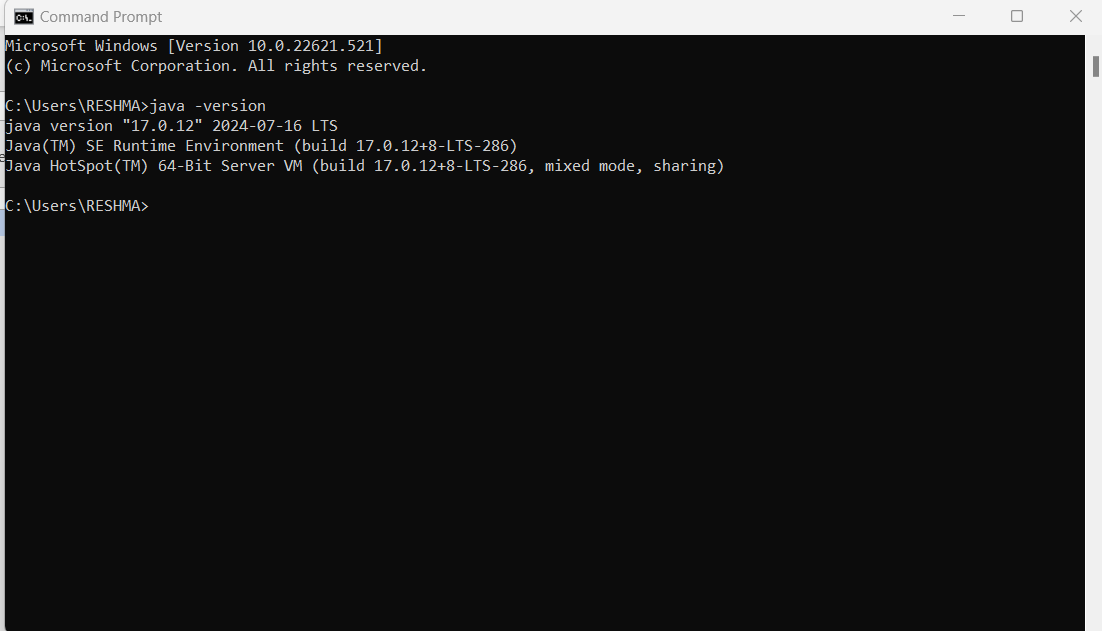 Command Prompt
Microsoft Windows [Version 10.0.22621.521]
(c) Microsoft Corporation. All rights reserved.
C:\Users\RESHMA>java -version
java version "17.0.12" 2024-07-16 LTS
Java(TM) SE Runtime Environment (build 17.0.12+8-LTS-286)
Java HotSpot(TM) 64-Bit Server VM (build 17.0.12+8-LTS-286, mixed mode, sharing)
C:\Users\RESHMA>